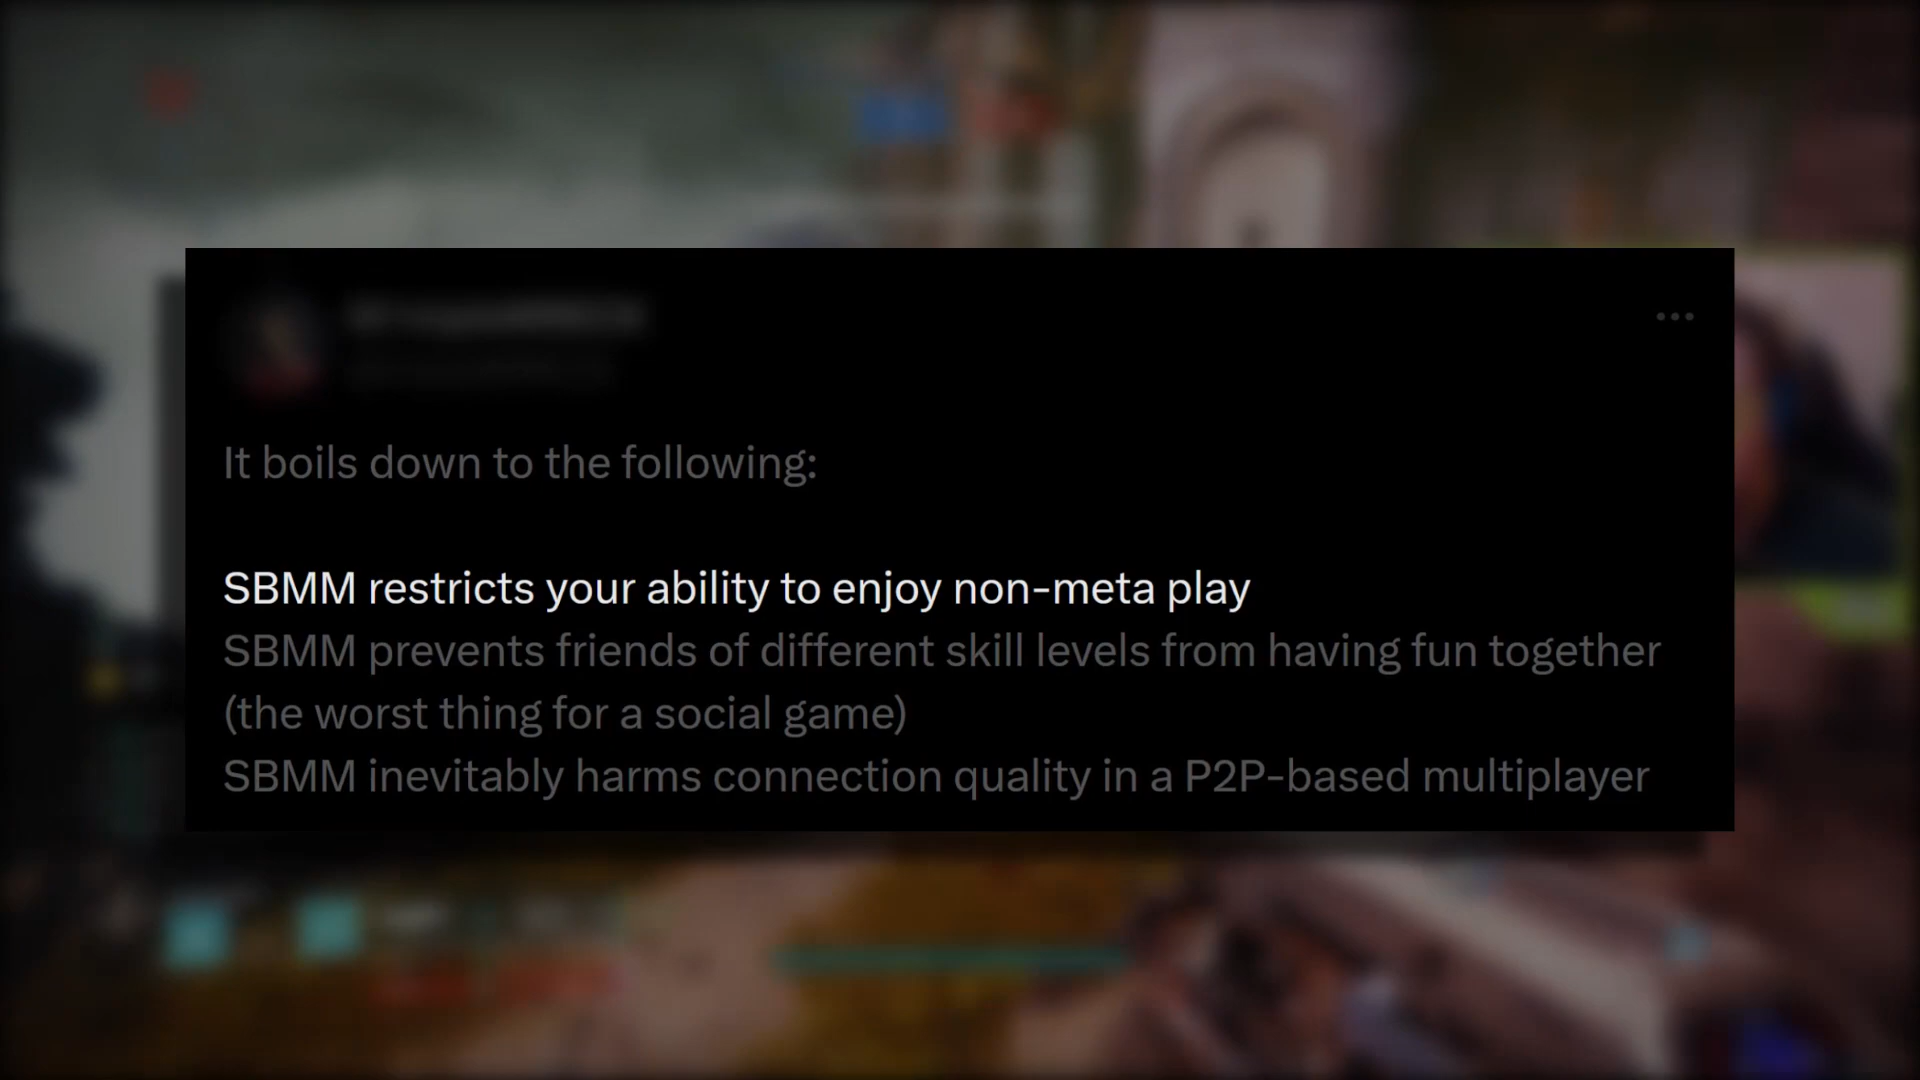 It boils down to the following:
SBMM restricts your ability to enjoy non-meta play
SBMM prevents friends of different skill levels from having fun together
(the worst thing for a social game)
SBMM inevitably harms connection quality in a P2P-based multiplayer